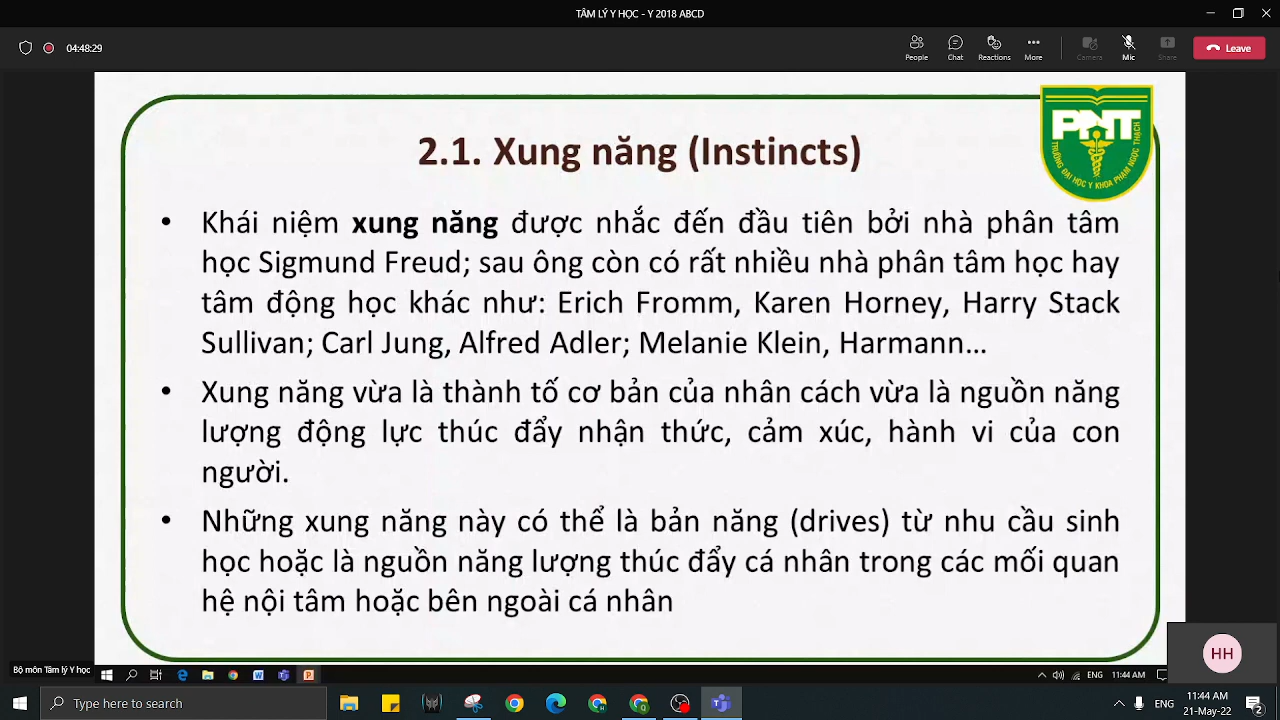 TÂM LÝ Y HỌC - Y 2018 ABCD
04:48:29
People
Chat
Reactions
More
Camera
Mic
Share
Leave
PNT
TRƯỜNG ĐẠI HỌC Y KHOA PHẠM NGỌC THẠCH
2.1. Xung năng (Instincts)
• Khái niệm xung năng được nhắc đến đầu tiên bởi nhà phân tâm
học Sigmund Freud; sau ông còn có rất nhiều nhà phân tâm học hay
tâm động học khác như: Erich Fromm, Karen Horney, Harry Stack
Sullivan; Carl Jung, Alfred Adler; Melanie Klein, Harmann...
• Xung năng vừa là thành tố cơ bản của nhân cách vừa là nguồn năng
lượng động lực thúc đẩy nhận thức, cảm xúc, hành vi của con
người.
• Những xung năng này có thể là bản năng (drives) từ nhu cầu sinh
học hoặc là nguồn năng lượng thúc đẩy cá nhân trong các mối quan
hệ nội tâm hoặc bên ngoài cá nhân
HH
Bộ môn Tâm lý Y học
ENG
11:44 AM
Type here to search
ENG
11:44 AM
21-May-22
2